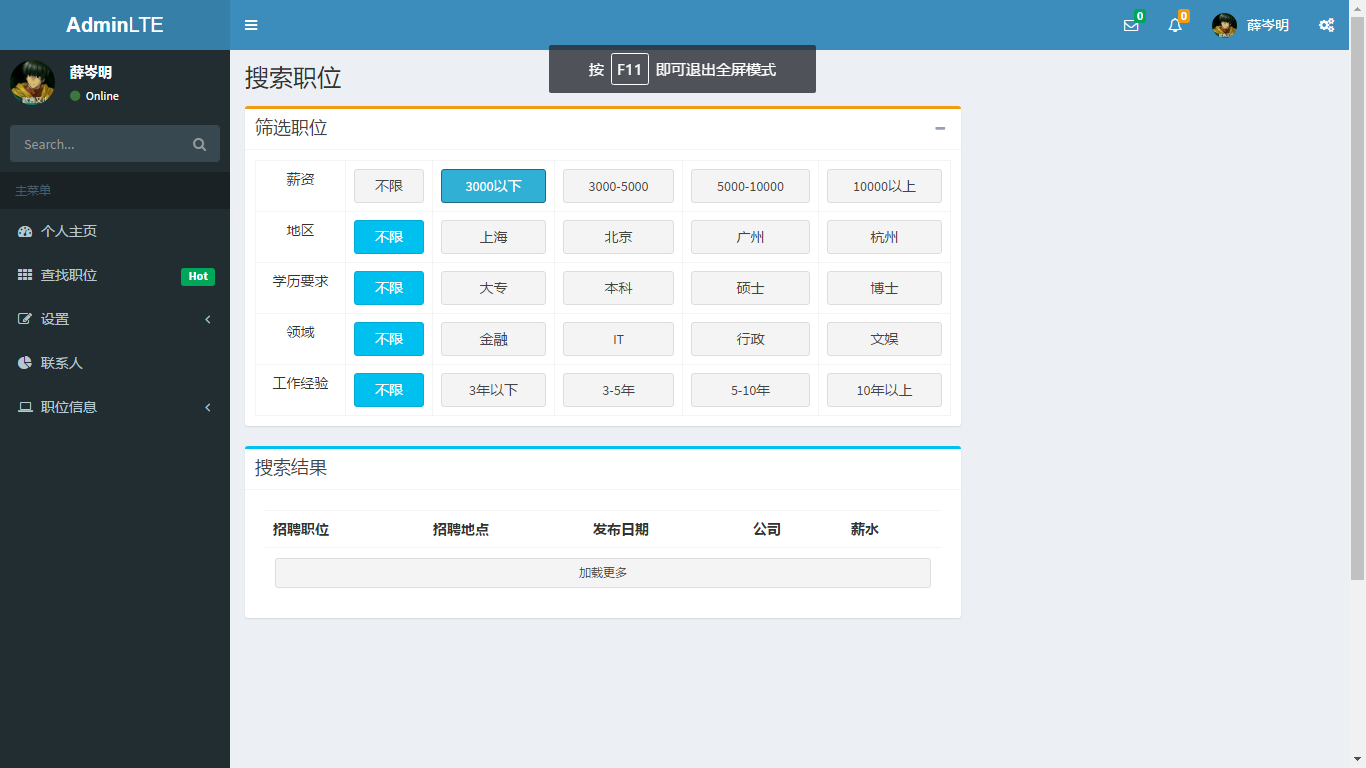 AdminLTE
0
0
薛岑明
按 F11 即可退出全屏模式
薛岑明
Online
Search...
主菜单
个人主页
查找职位 Hot
设置
联系人
职位信息
搜索职位
筛选职位
薪资 不限 3000以下 3000-5000 5000-10000 10000以上
地区 不限 上海 北京 广州 杭州
学历要求 不限 大专 本科 硕士 博士
领域 不限 金融 IT 行政 文娱
工作经验 不限 3年以下 3-5年 5-10年 10年以上
搜索结果
招聘职位 招聘地点 发布日期 公司 薪水
加载更多